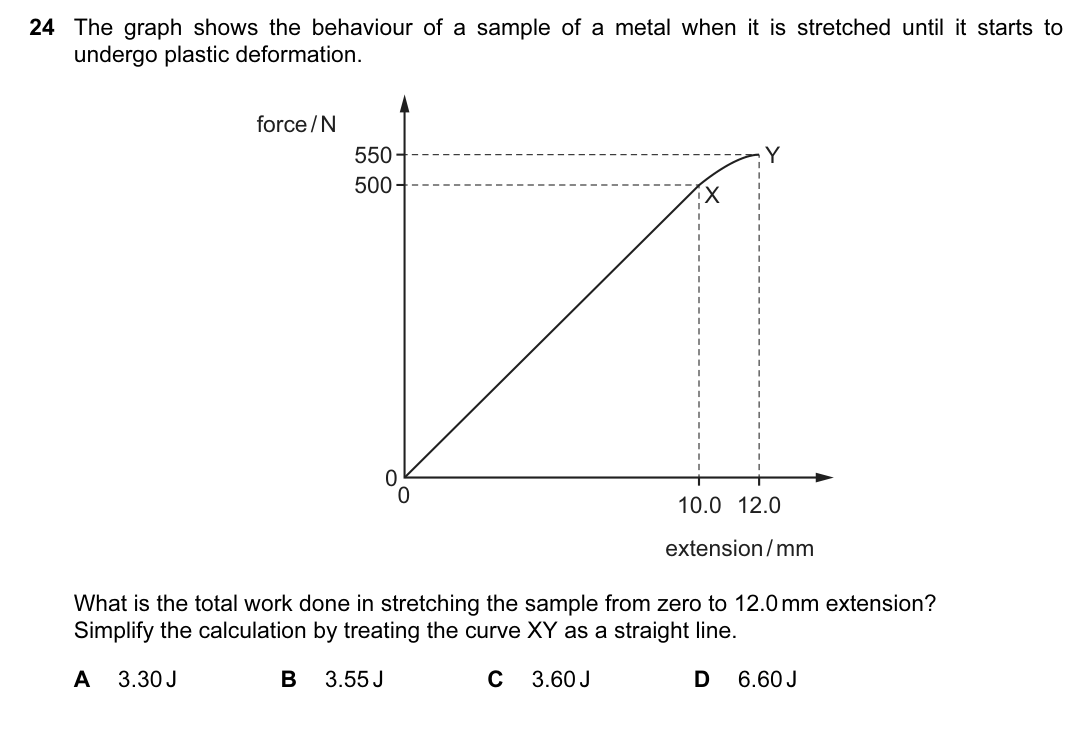 24 The graph shows the behaviour of a sample of a metal when it is stretched until it starts to
undergo plastic deformation.
force / N
550
Y
500
X
0
0
10.0 12.0
extension / mm
What is the total work done in stretching the sample from zero to 12.0 mm extension?
Simplify the calculation by treating the curve XY as a straight line.
A 3.30 J B 3.55 J C 3.60 J D 6.60 J